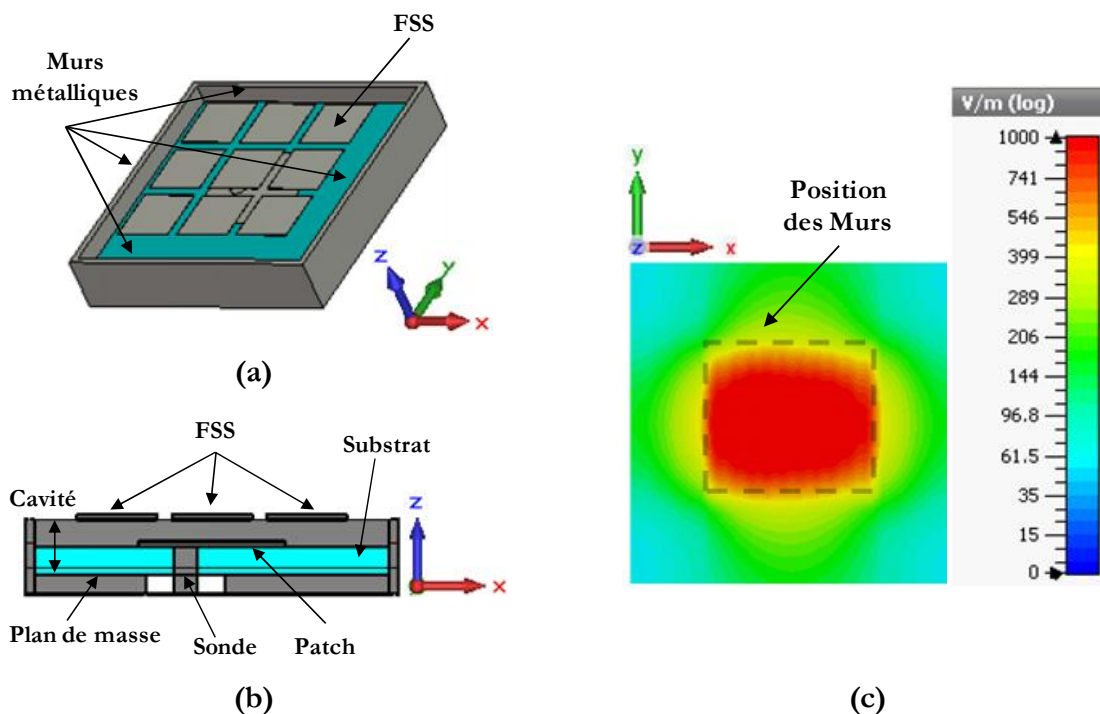 FSS
Murs
métalliques
z
y
x
(a)
FSS
Substrat
Cavité
z
x
Plan de masse
Sonde
Patch
(b)
V/m (log)
1000
741
546
399
289
206
144
96.8
61.5
35
15
0
y
z
x
Position
des Murs
(c)